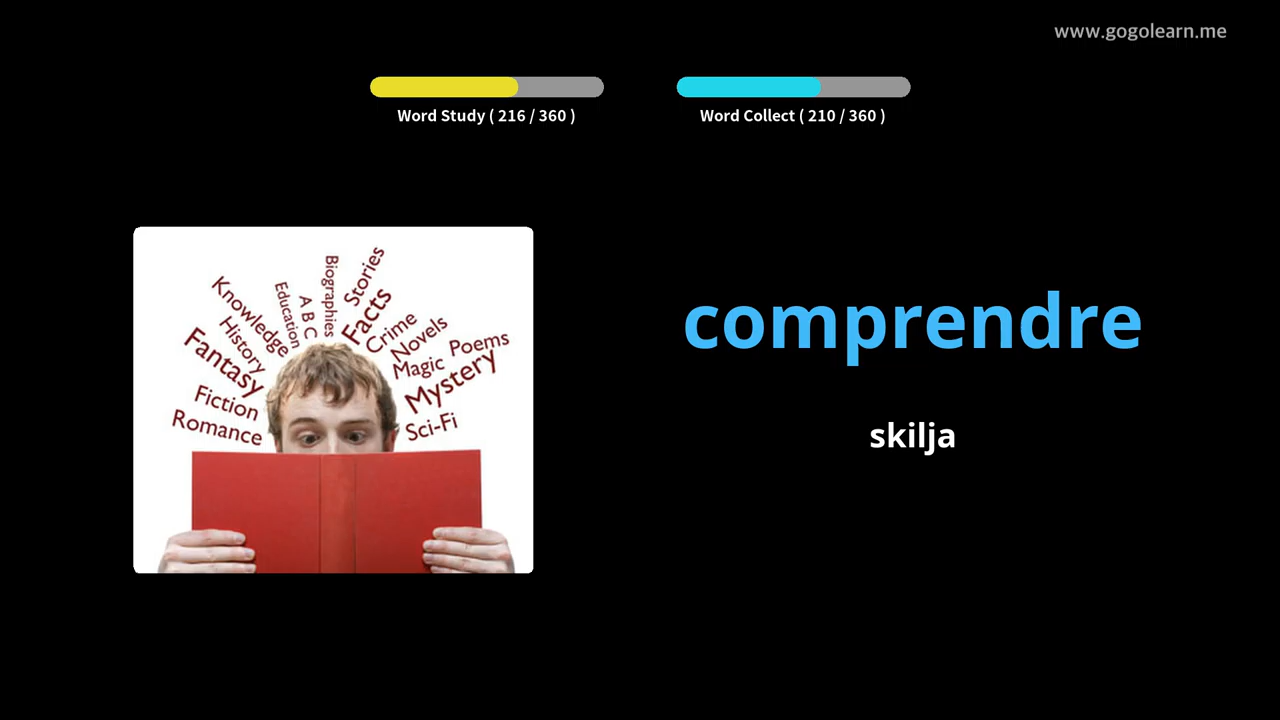 www.gogolearn.me
Word Study ( 216 / 360 )
Word Collect ( 210 / 360 )
Romance
Fiction
Fantasy
History
Knowledge
Education
A B C
Biographies
Stories
Facts
Crime
Novels
Magic
Poems
Mystery
Sci-Fi
comprendre
skilja